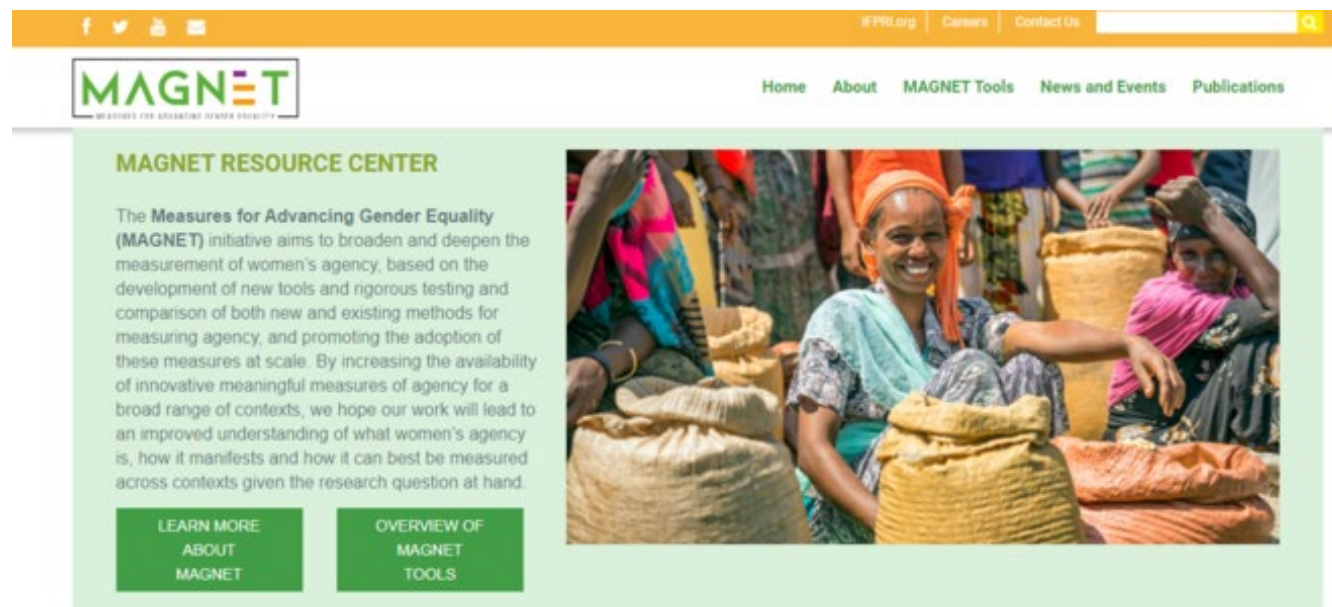 IFPRI.org Careers Contact Us
MAGNET
MEASURES FOR ADVANCING GENDER EQUALITY
Home About MAGNET Tools News and Events Publications
MAGNET RESOURCE CENTER
The Measures for Advancing Gender Equality
(MAGNET) initiative aims to broaden and deepen the
measurement of women's agency, based on the
development of new tools and rigorous testing and
comparison of both new and existing methods for
measuring agency, and promoting the adoption of
these measures at scale. By increasing the availability
of innovative meaningful measures of agency for a
broad range of contexts, we hope our work will lead to
an improved understanding of what women's agency
is, how it manifests and how it can best be measured
across contexts given the research question at hand.
LEARN MORE
ABOUT
MAGNET
OVERVIEW OF
MAGNET
TOOLS